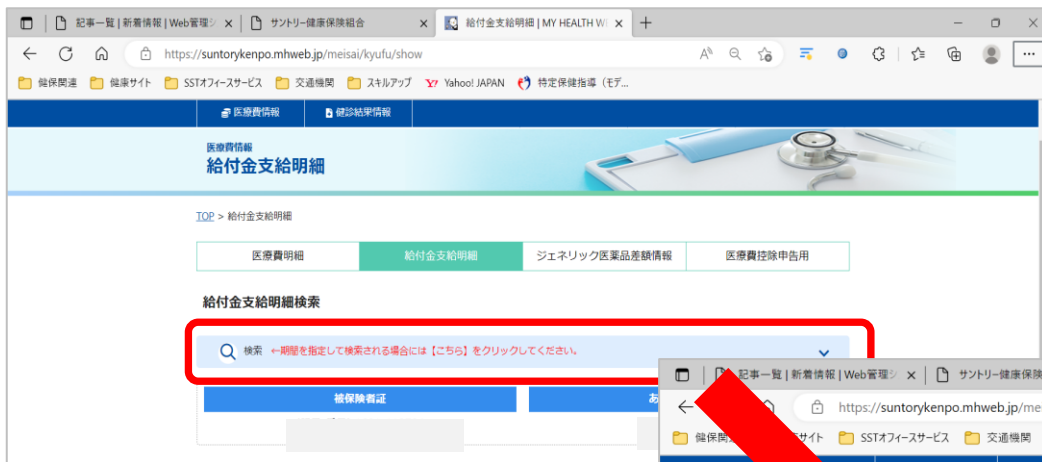 記事一覧 | 新着情報 | Web管理シ
サントリー健康保険組合
給付金支給明細 | MY HEALTH W
https://suntorykenpo.mhweb.jp/meisai/kyufu/show
健保関連
健康サイト
SSTオフィースサービス
交通機関
スキルアップ
Yahoo! JAPAN
特定保健指導（モデ...
医療費情報
健診結果情報
医療費情報
給付金支給明細
TOP > 給付金支給明細
医療費明細
給付金支給明細
ジェネリック医薬品差額情報
医療費控除申告用
給付金支給明細検索
検索 ←期間を指定して検索される場合には【こちら】をクリックしてください。
被保険者証
あ
記事一覧 | 新着情報 | Web管理シ
サントリー健康保険
https://suntorykenpo.mhweb.jp/me
健保関
サイト
SSTオフィースサービス
交通機関